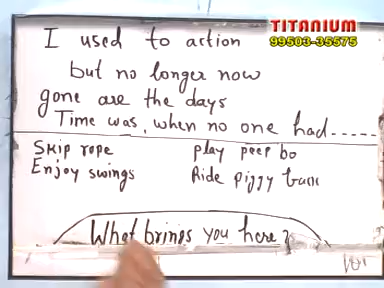 TITANIUM
99503-35575
I used to action
but no longer now
gone are the days
Time was, when no one had-----
Skip rope
Enjoy swings
play peep bo
Ride piggy
What brings you here?